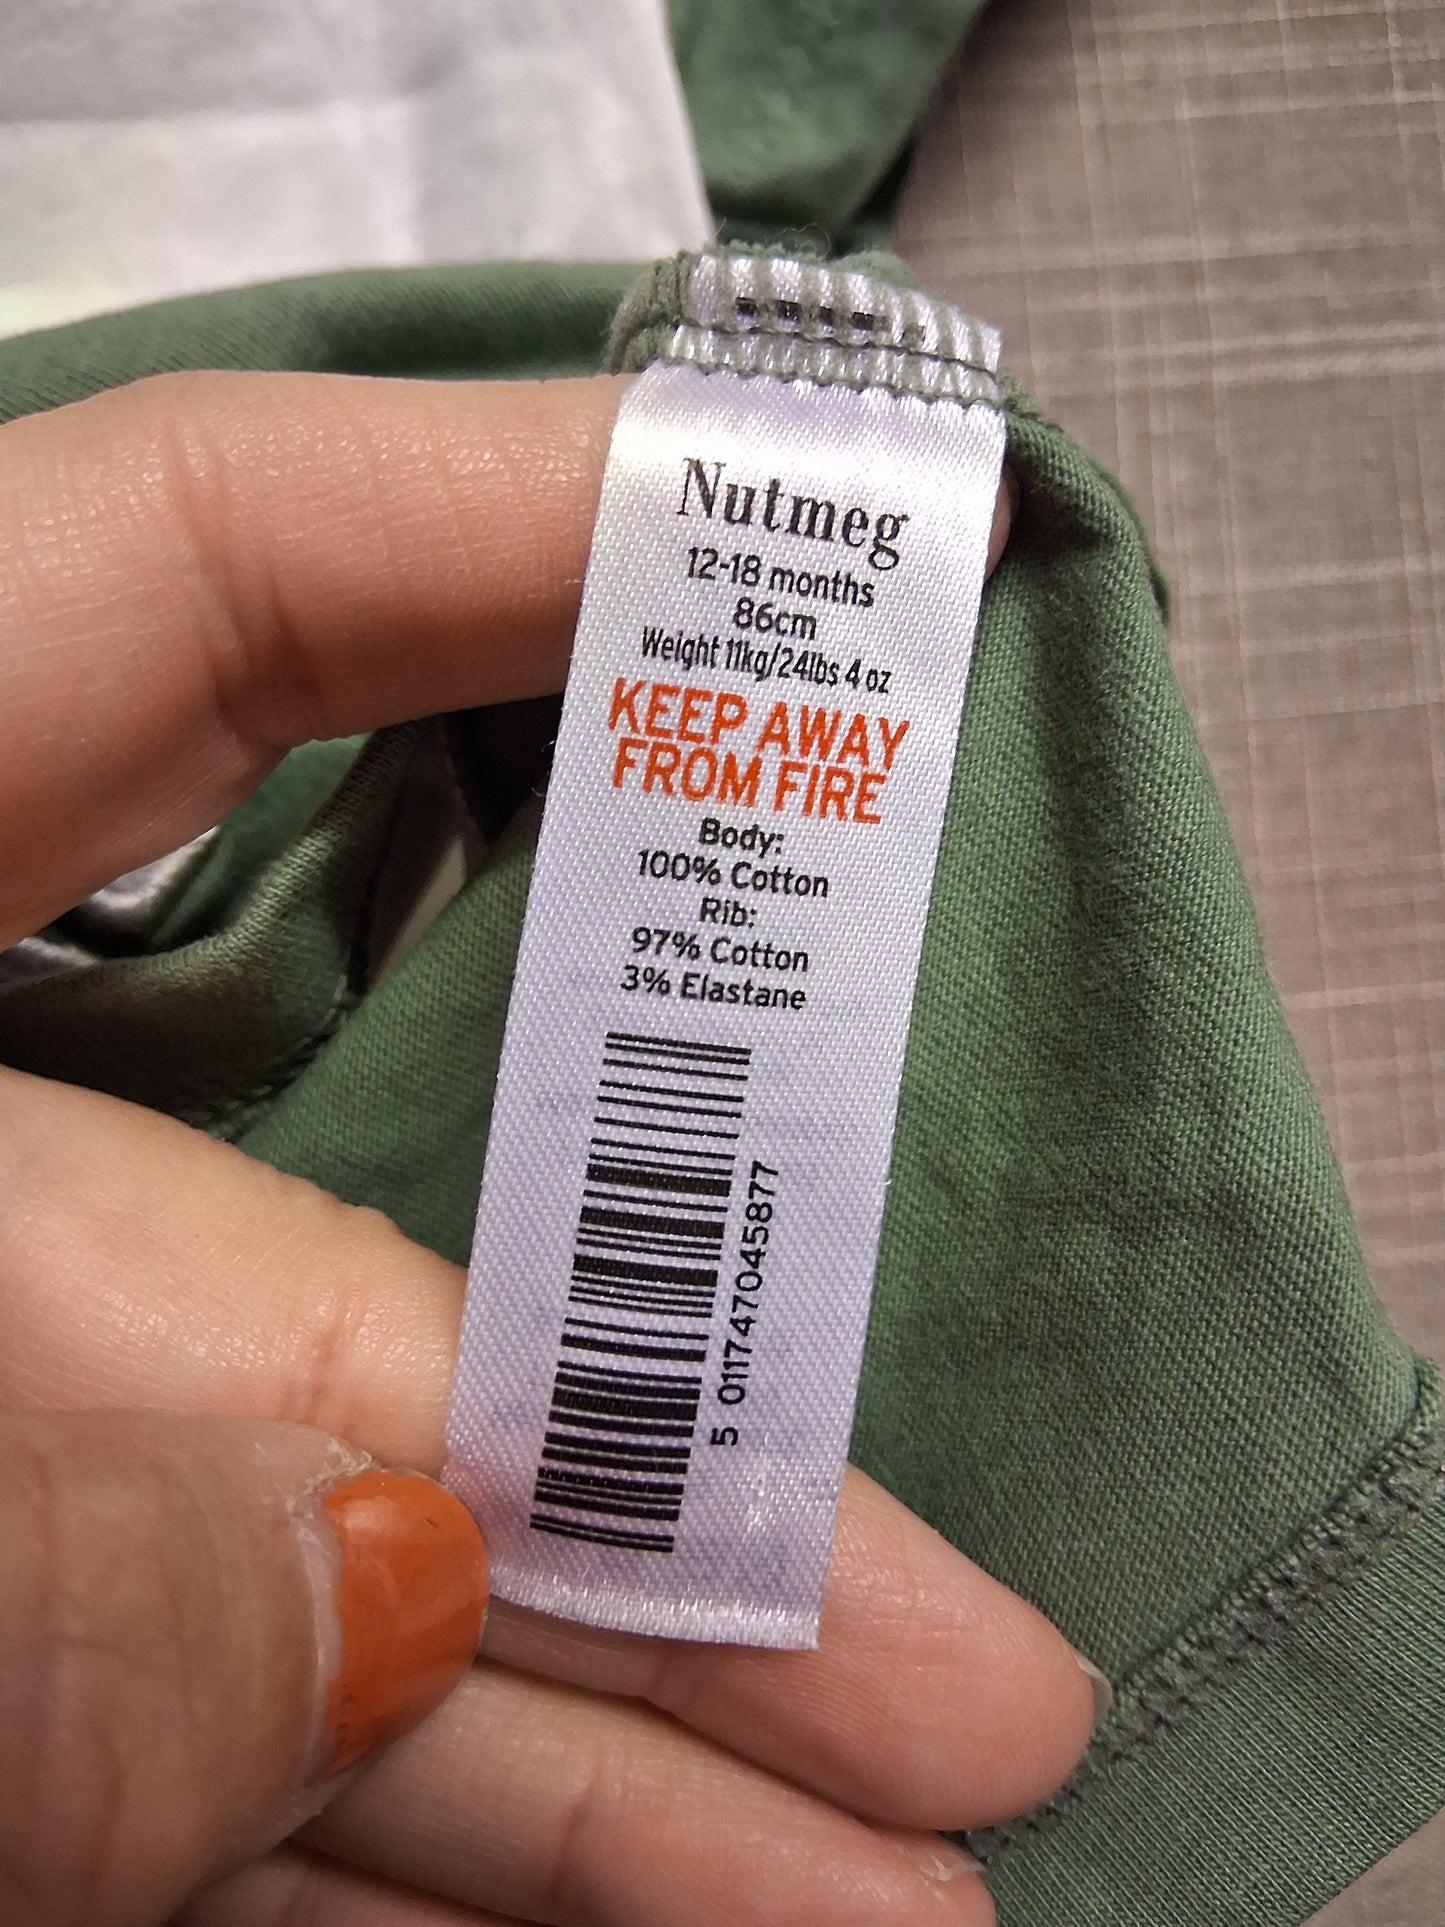 Nutmeg
12-18 months
86cm
Weight 11kg/24lbs 4 oz
KEEP AWAY
FROM FIRE
Body:
100% Cotton
Rib:
97% Cotton
3% Elastane
5 011747045877